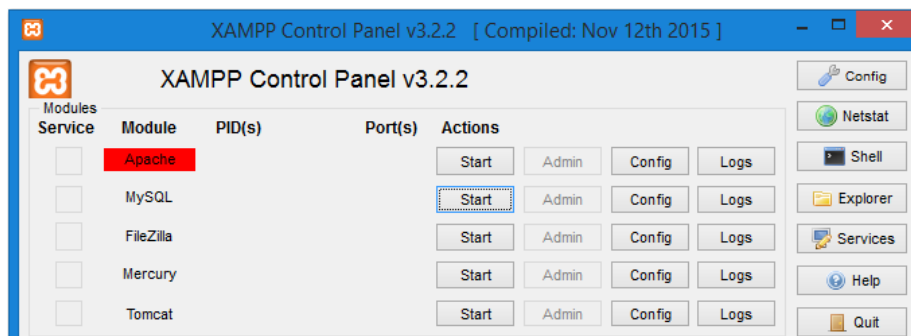 XAMPP Control Panel v3.2.2 [ Compiled: Nov 12th 2015 ]
XAMPP Control Panel v3.2.2
Config
Modules
Service Module PID(s) Port(s) Actions
Netstat
Apache Start Admin Config Logs
Shell
MySQL Start Admin Config Logs
Explorer
FileZilla Start Admin Config Logs
Services
Mercury Start Admin Config Logs
Help
Tomcat Start Admin Config Logs
Quit